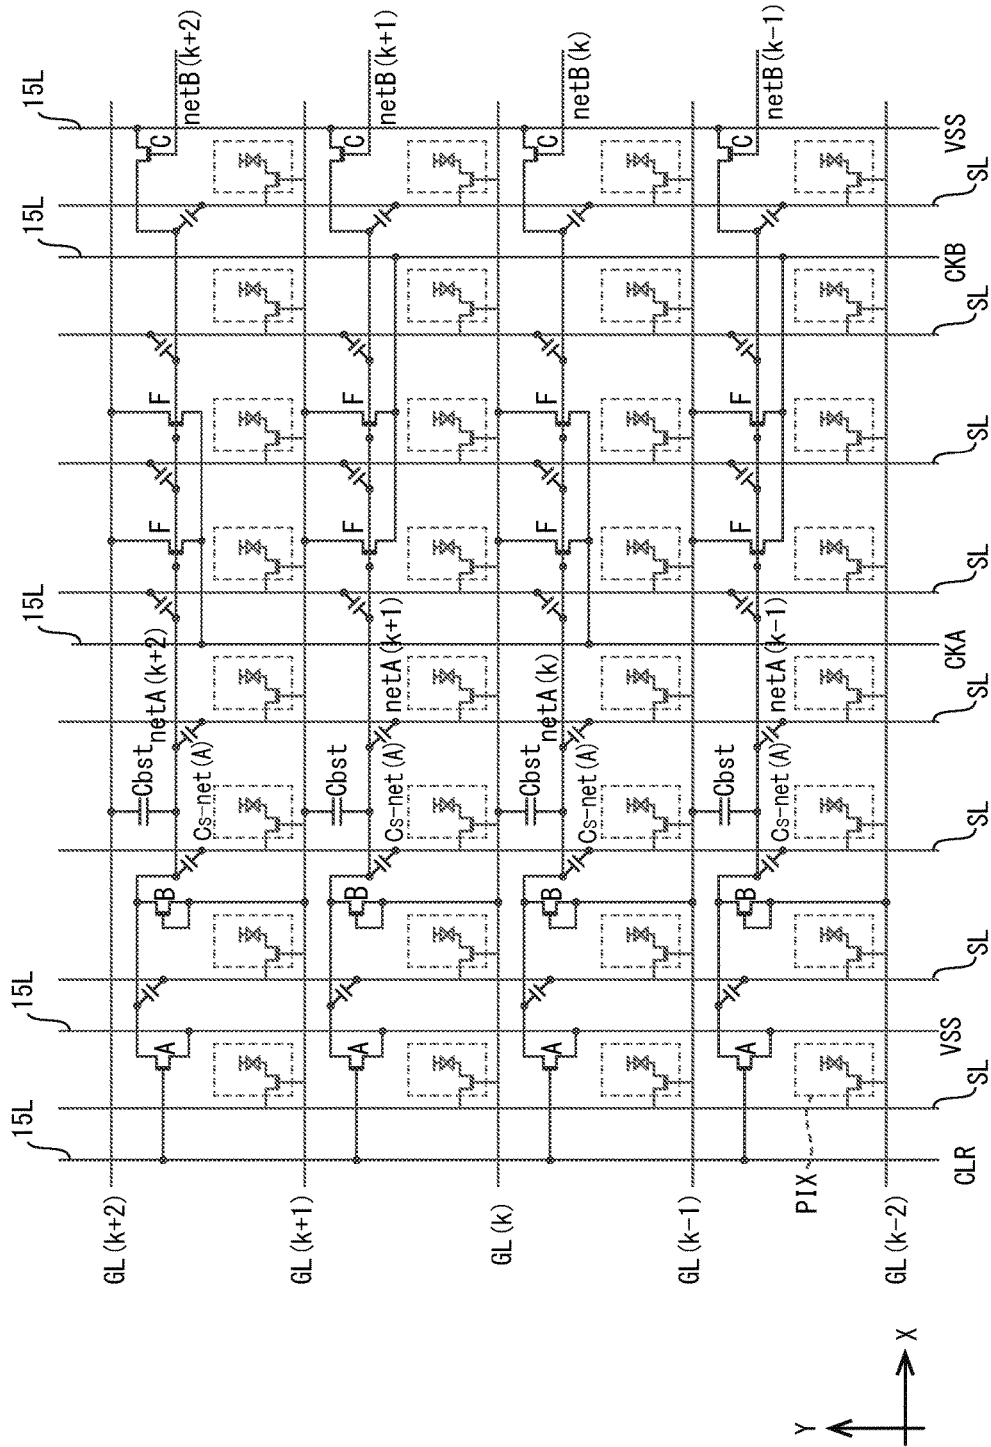 15L
15L
15L
15L
15L
netB(k+2)
netB(k+1)
netB(k)
netB(k-1)
C
C
C
C
F
F
F
F
F
F
F
F
netA(k+2)
netA(k+1)
netA(k)
netA(k-1)
Cbst
Cbst
Cbst
Cbst
Cs-net(A)
Cs-net(A)
Cs-net(A)
Cs-net(A)
B
B
B
B
A
A
A
A
VSS
SL
CKB
SL
SL
SL
CKA
SL
SL
SL
VSS
SL
CLR
PIX
GL(k+2)
GL(k+1)
GL(k)
GL(k-1)
GL(k-2)
Y
X